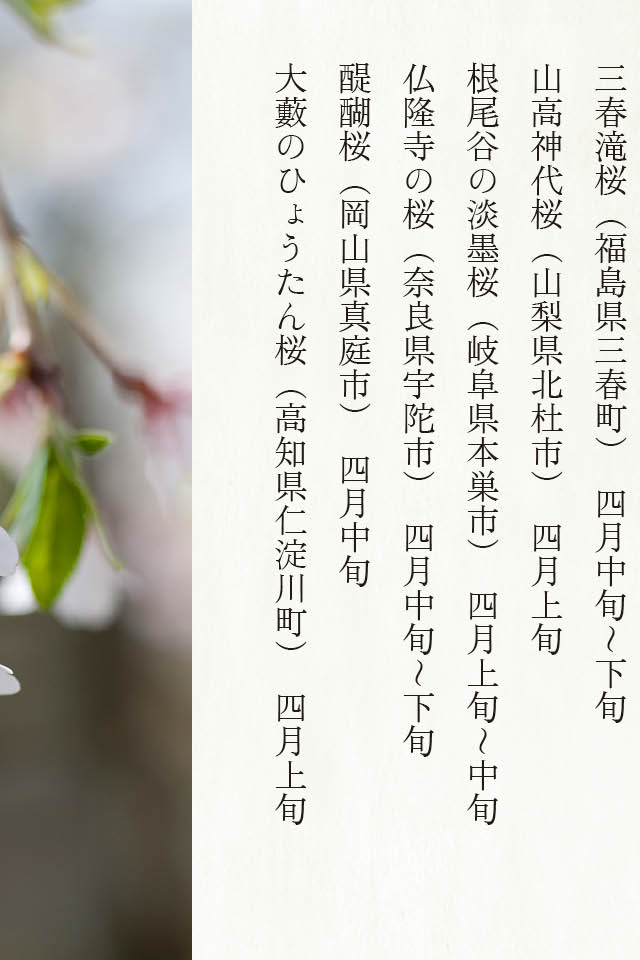 三春滝桜（福島県三春町）　四月中旬〜下旬
山高神代桜（山梨県北杜市）　四月上旬
根尾谷の淡墨桜（岐阜県本巣市）　四月上旬〜中旬
仏隆寺の桜（奈良県宇陀市）　四月中旬〜下旬
醍醐桜（岡山県真庭市）　四月中旬
大藪のひょうたん桜（高知県仁淀川町）　四月上旬